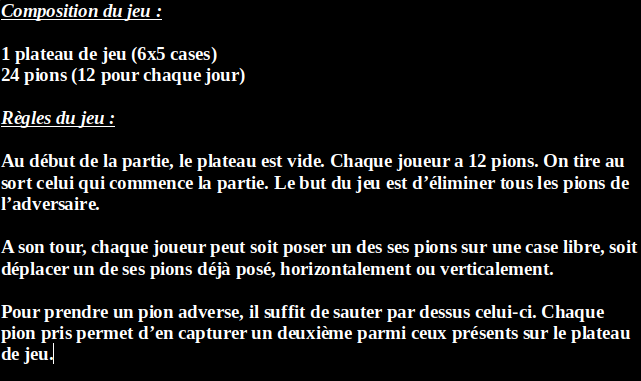 Composition du jeu :
1 plateau de jeu (6x5 cases)
24 pions (12 pour chaque jour)
Règles du jeu :
Au début de la partie, le plateau est vide. Chaque joueur a 12 pions. On tire au
sort celui qui commence la partie. Le but du jeu est d’éliminer tous les pions de
l’adversaire.
A son tour, chaque joueur peut soit poser un des ses pions sur une case libre, soit
déplacer un de ses pions déjà posé, horizontalement ou verticalement.
Pour prendre un pion adverse, il suffit de sauter par dessus celui-ci. Chaque
pion pris permet d’en capturer un deuxième parmi ceux présents sur le plateau
de jeu.